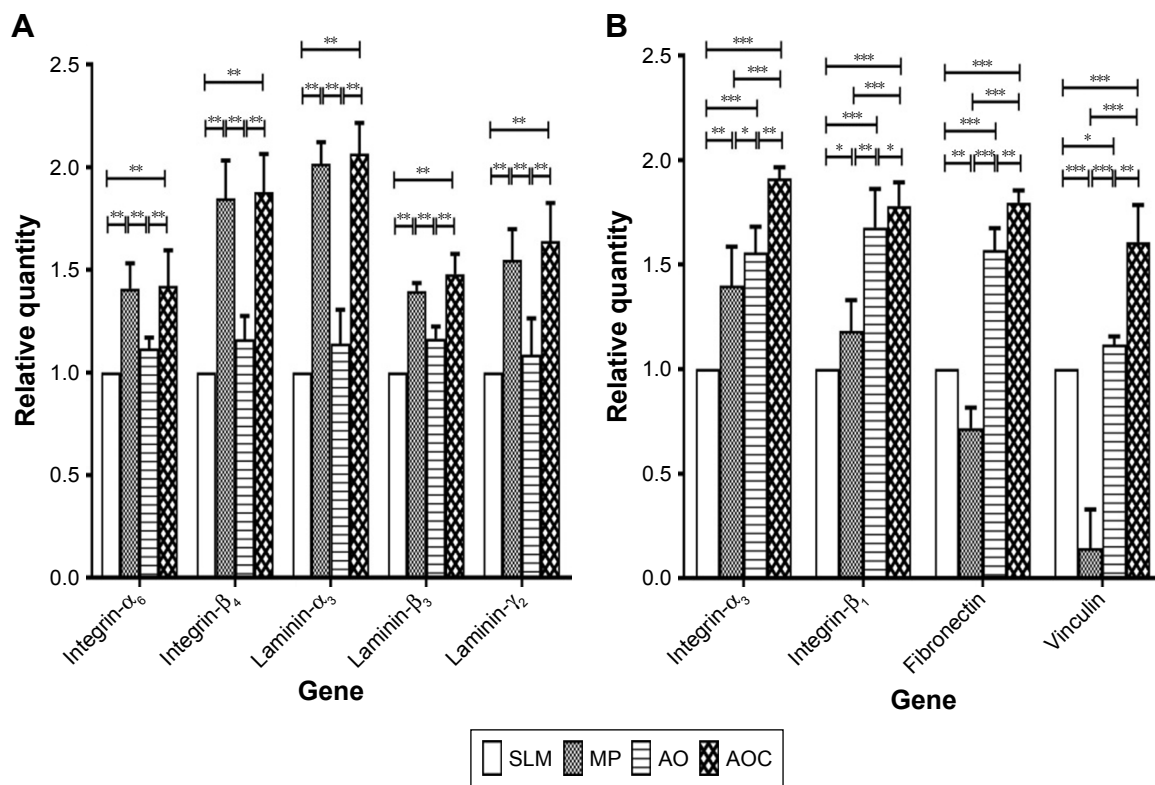 A
Relative quantity
2.5
2.0
1.5
1.0
0.5
0.0
**
** ** **
**
** ** **
**
** ** **
**
** ** **
**
** ** **
Integrin-α₆
Integrin-β₄
Laminin-α₃
Laminin-β₃
Laminin-γ₂
Gene
B
Relative quantity
2.5
2.0
1.5
1.0
0.5
0.0
***
***
***
** * **
***
***
***
* ** *
***
***
***
** *** **
***
***
*
*** *** **
Integrin-α₃
Integrin-β₁
Fibronectin
Vinculin
Gene
SLM MP AO AOC